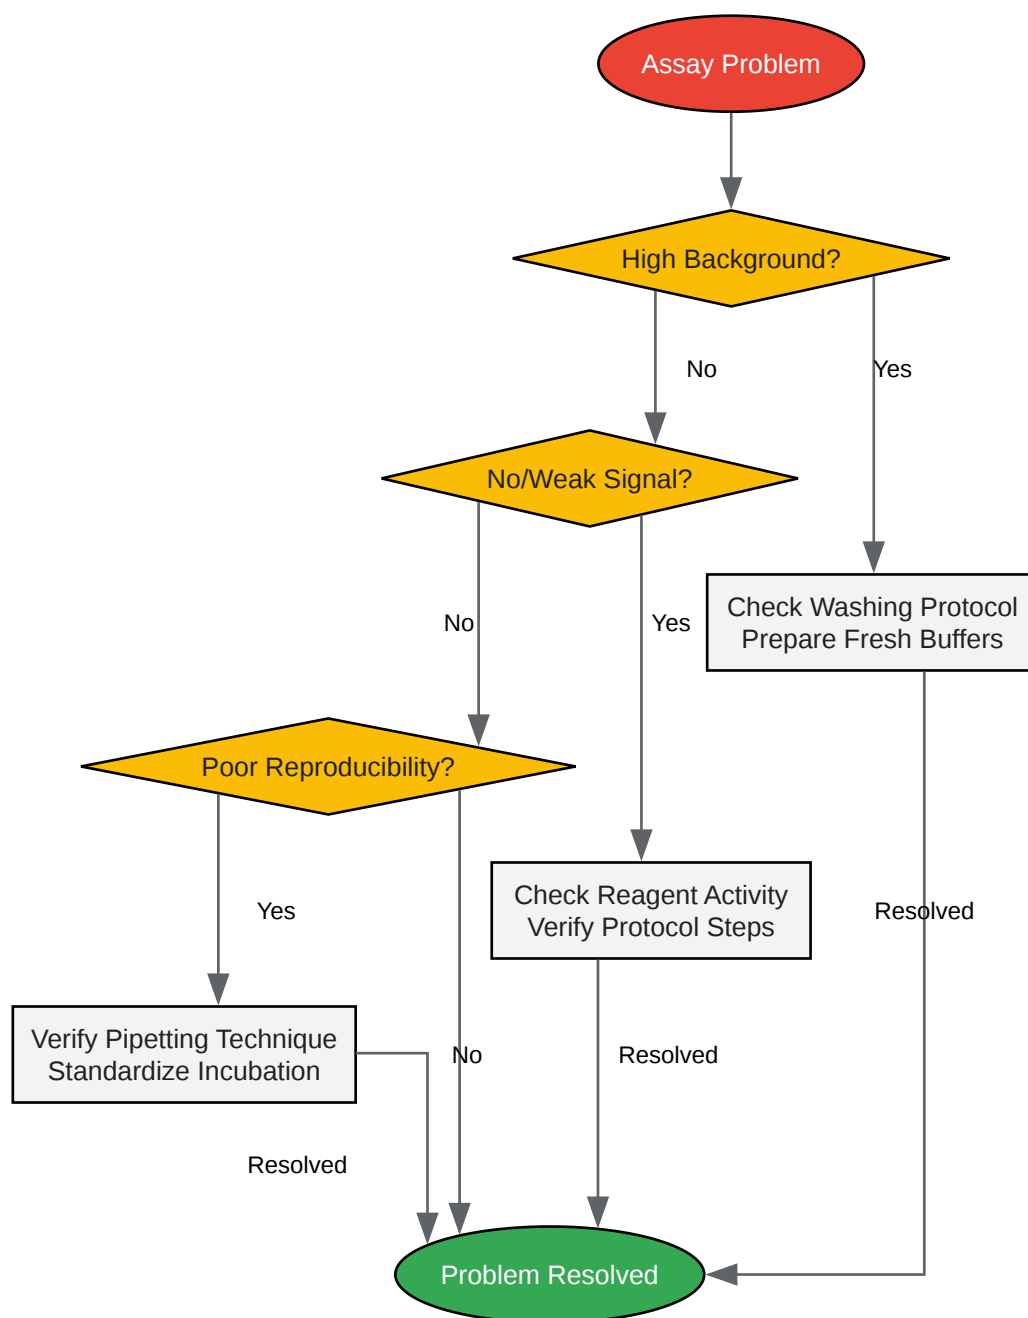 Assay Problem
High Background?
No
Yes
No/Weak Signal?
Check Washing Protocol
Prepare Fresh Buffers
No
Yes
Poor Reproducibility?
Check Reagent Activity
Verify Protocol Steps
Yes
Resolved
Verify Pipetting Technique
Standardize Incubation
No
Resolved
Resolved
Problem Resolved